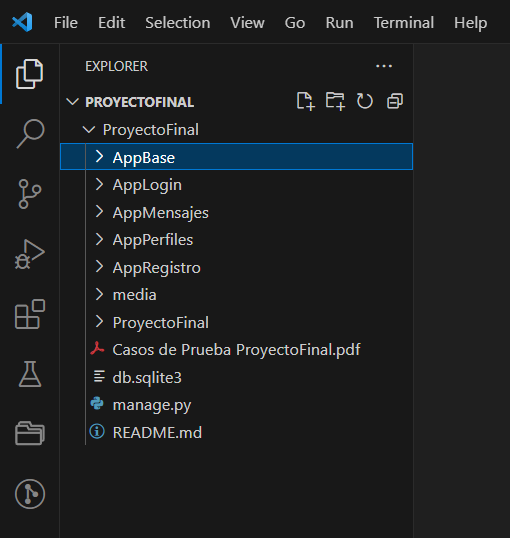 File Edit Selection View Go Run Terminal Help
EXPLORER
PROYECTOFINAL
ProyectoFinal
AppBase
AppLogin
AppMensajes
AppPerfiles
AppRegistro
media
ProyectoFinal
Casos de Prueba ProyectoFinal.pdf
db.sqlite3
manage.py
README.md